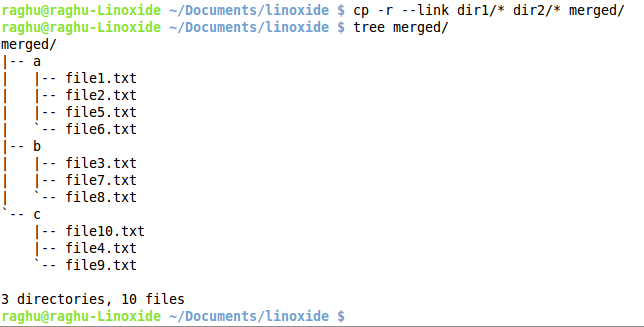 raghu@raghu-Linoxide ~/Documents/linoxide $ cp -r --link dir1/* dir2/* merged/
raghu@raghu-Linoxide ~/Documents/linoxide $ tree merged/
merged/
|-- a
|   |-- file1.txt
|   |-- file2.txt
|   |-- file5.txt
|   `-- file6.txt
|-- b
|   |-- file3.txt
|   |-- file7.txt
|   `-- file8.txt
`-- c
    |-- file10.txt
    |-- file4.txt
    `-- file9.txt

3 directories, 10 files
raghu@raghu-Linoxide ~/Documents/linoxide $